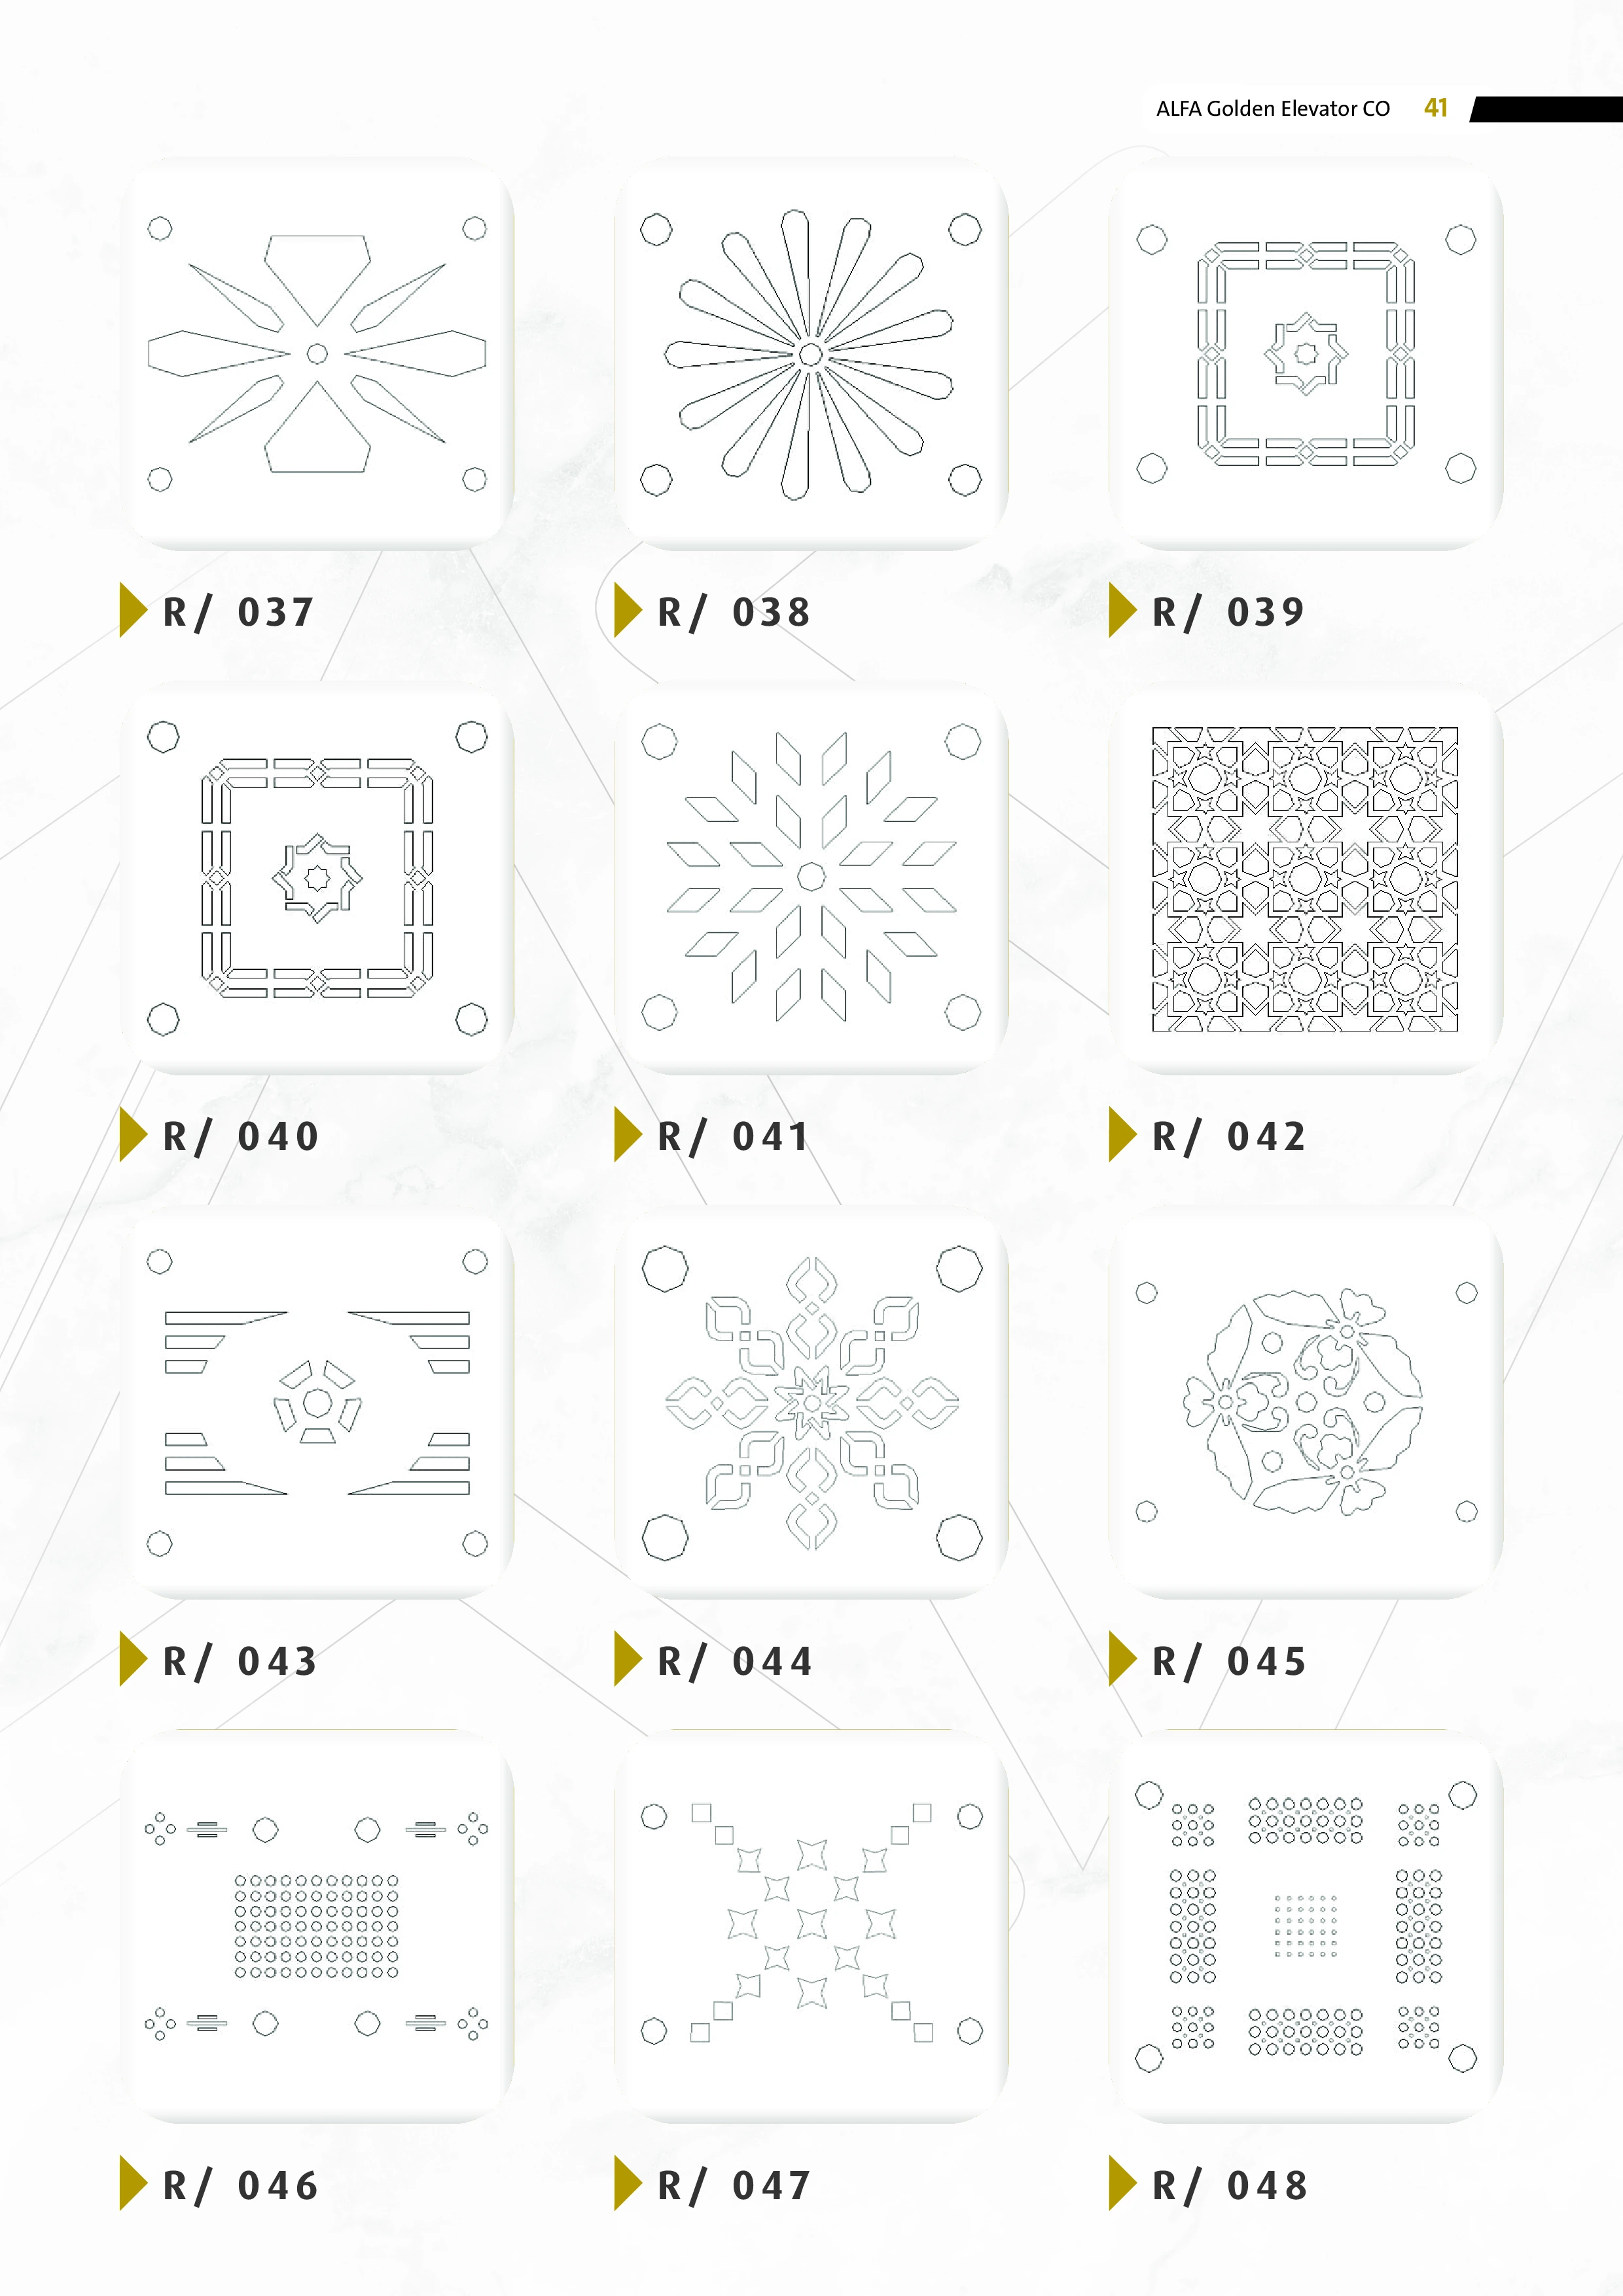 ALFA Golden Elevator CO 41
R/ 037
R/ 038
R/ 039
R/ 040
R/ 041
R/ 042
R/ 043
R/ 044
R/ 045
R/ 046
R/ 047
R/ 048